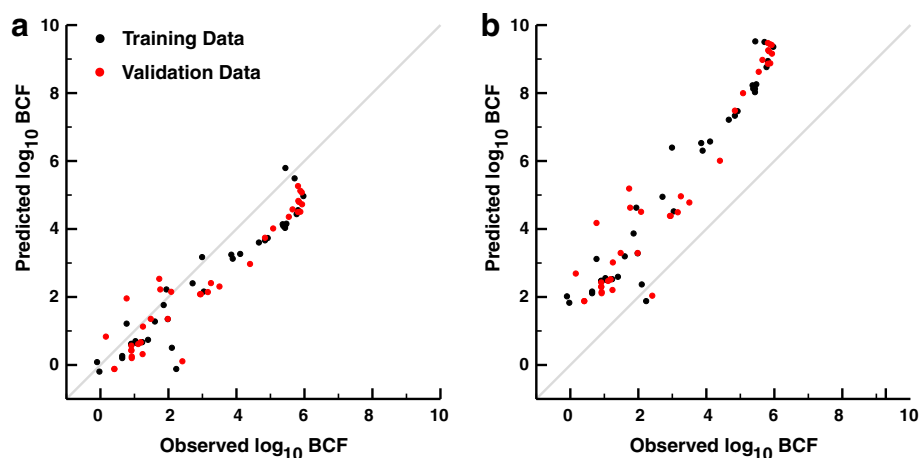 a
Training Data
Validation Data
Predicted log10 BCF
10
8
6
4
2
0
0 2 4 6 8 10
Observed log10 BCF
b
Predicted log10 BCF
10
8
6
4
2
0
0 2 4 6 8 10
Observed log10 BCF